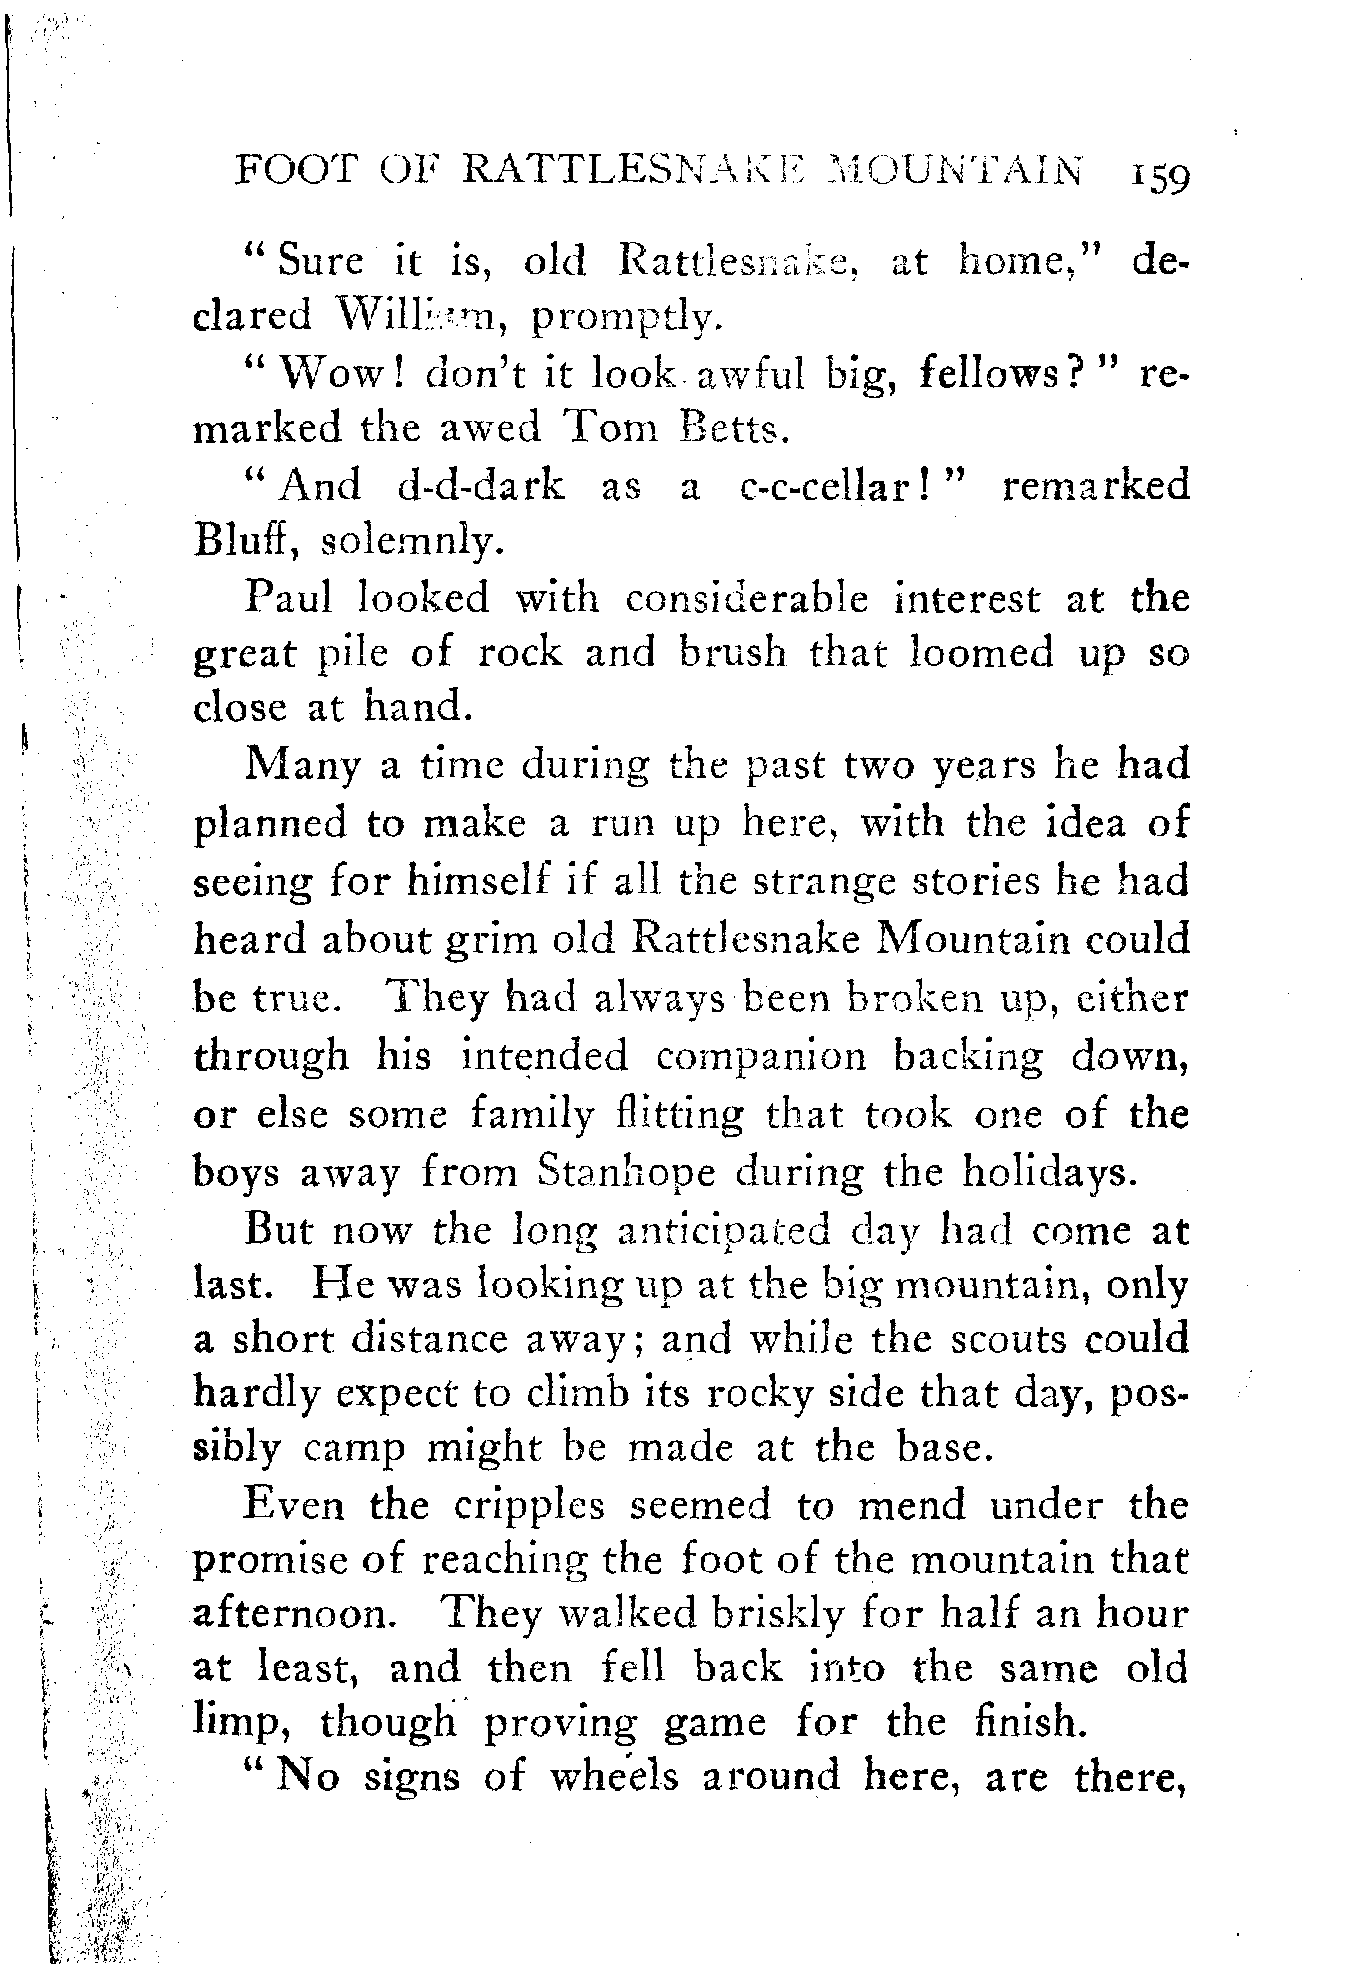 FOOT OF RATTLESNAKE MOUNTAIN 159
" Sure it is, old Rattlesnake, at home," de-
clared William, promptly.
" Wow! don't it look awful big, fellows? " re-
marked the awed Tom Betts.
" And d-d-dark as a c-c-cellar! " remarked
Bluff, solemnly.
Paul looked with considerable interest at the
great pile of rock and brush that loomed up so
close at hand.
Many a time during the past two years he had
planned to make a run up here, with the idea of
seeing for himself if all the strange stories he had
heard about grim old Rattlesnake Mountain could
be true. They had always been broken up, either
through his intended companion backing down,
or else some family flitting that took one of the
boys away from Stanhope during the holidays.
But now the long anticipated day had come at
last. He was looking up at the big mountain, only
a short distance away; and while the scouts could
hardly expect to climb its rocky side that day, pos-
sibly camp might be made at the base.
Even the cripples seemed to mend under the
promise of reaching the foot of the mountain that
afternoon. They walked briskly for half an hour
at least, and then fell back into the same old
limp, though proving game for the finish.
" No signs of wheels around here, are there,